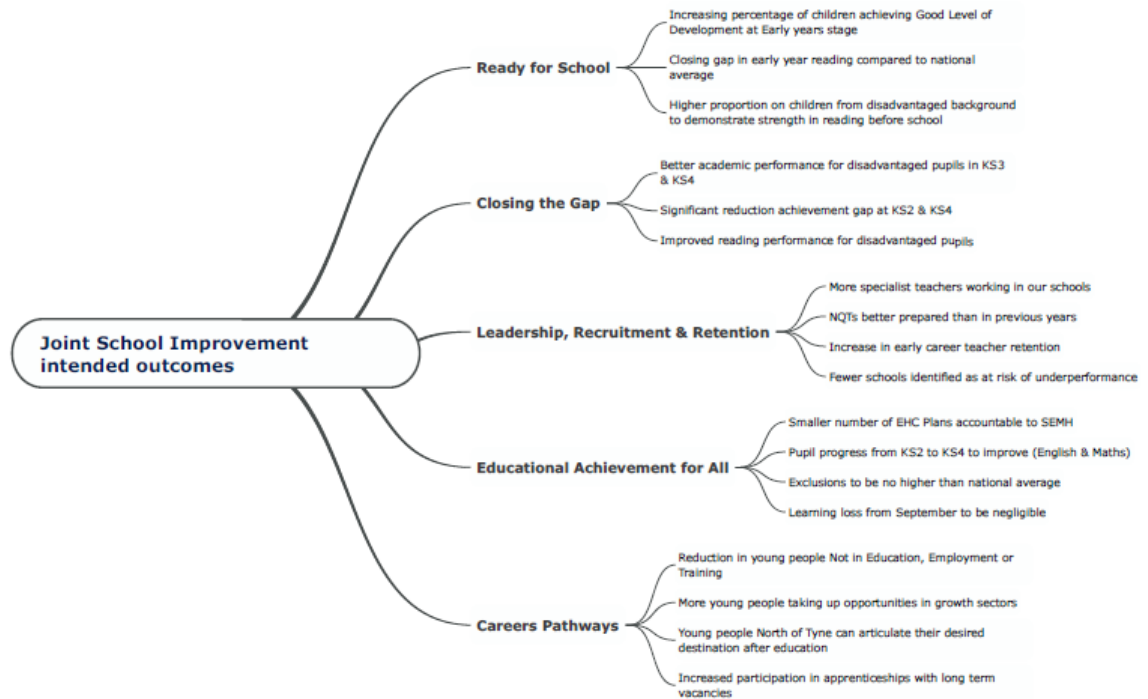 Joint School Improvement
intended outcomes
Ready for School
Increasing percentage of children achieving Good Level of
Development at Early years stage
Closing gap in early year reading compared to national
average
Higher proportion on children from disadvantaged background
to demonstrate strength in reading before school
Closing the Gap
Better academic performance for disadvantaged pupils in KS3
& KS4
Significant reduction achievement gap at KS2 & KS4
Improved reading performance for disadvantaged pupils
Leadership, Recruitment & Retention
More specialist teachers working in our schools
NQTs better prepared than in previous years
Increase in early career teacher retention
Fewer schools identified as at risk of underperformance
Educational Achievement for All
Smaller number of EHC Plans accountable to SEMH
Pupil progress from KS2 to KS4 to improve (English & Maths)
Exclusions to be no higher than national average
Learning loss from September to be negligible
Careers Pathways
Reduction in young people Not in Education, Employment or
Training
More young people taking up opportunities in growth sectors
Young people North of Tyne can articulate their desired
destination after education
Increased participation in apprenticeships with long term
vacancies